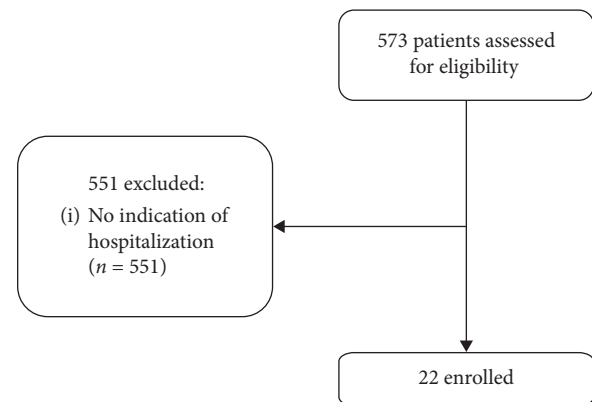 573 patients assessed
for eligibility
551 excluded:
(i) No indication of
hospitalization
(n = 551)
22 enrolled